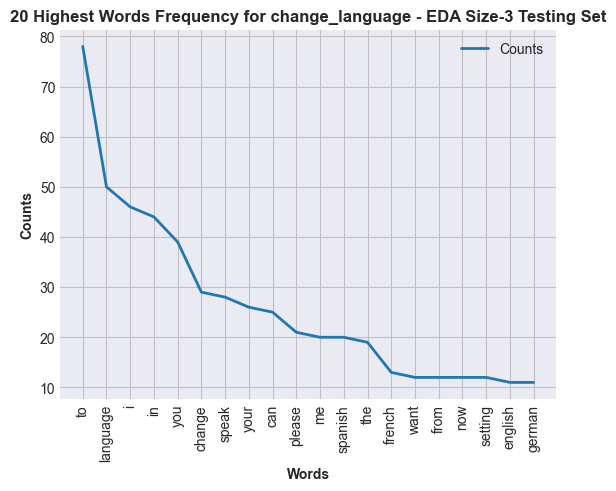 20 Highest Words Frequency for change_language - EDA Size-3 Testing Set
Counts
80
70
60
50
40
30
20
10
Counts
to
language
i
in
you
change
speak
your
can
please
me
spanish
the
french
want
from
now
setting
english
german
Words